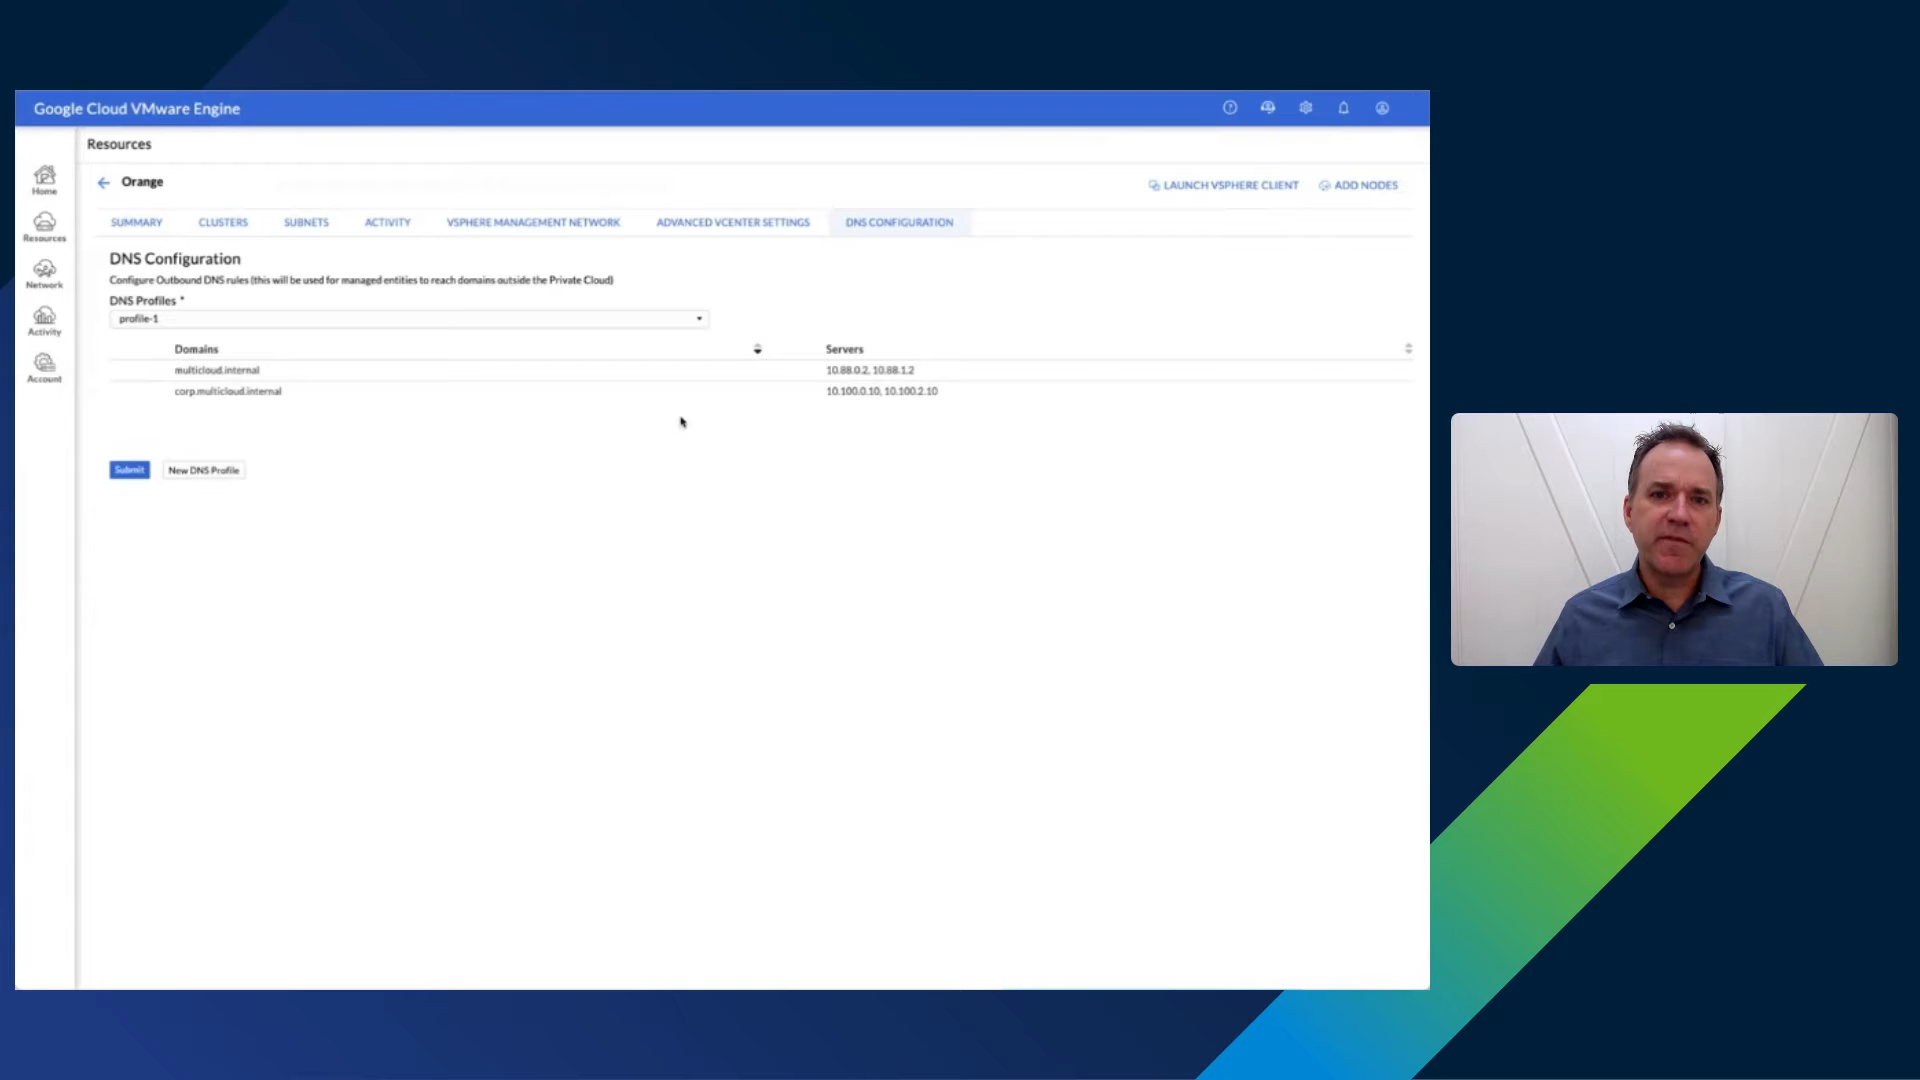 Google Cloud VMware Engine
Resources
Home
Resources
Network
Activity
Account
Orange
LAUNCH VSPHERE CLIENT
ADD NODES
SUMMARY
CLUSTERS
SUBNETS
ACTIVITY
VSPHERE MANAGEMENT NETWORK
ADVANCED VCENTER SETTINGS
DNS CONFIGURATION
DNS Configuration
Configure Outbound DNS rules (this will be used for managed entities to reach domains outside the Private Cloud)
DNS Profiles *
profile-1
Domains Servers
multicloud.internal 10.88.0.2, 10.88.1.2
corp.multicloud.internal 10.100.0.10, 10.100.2.10
Submit
New DNS Profile